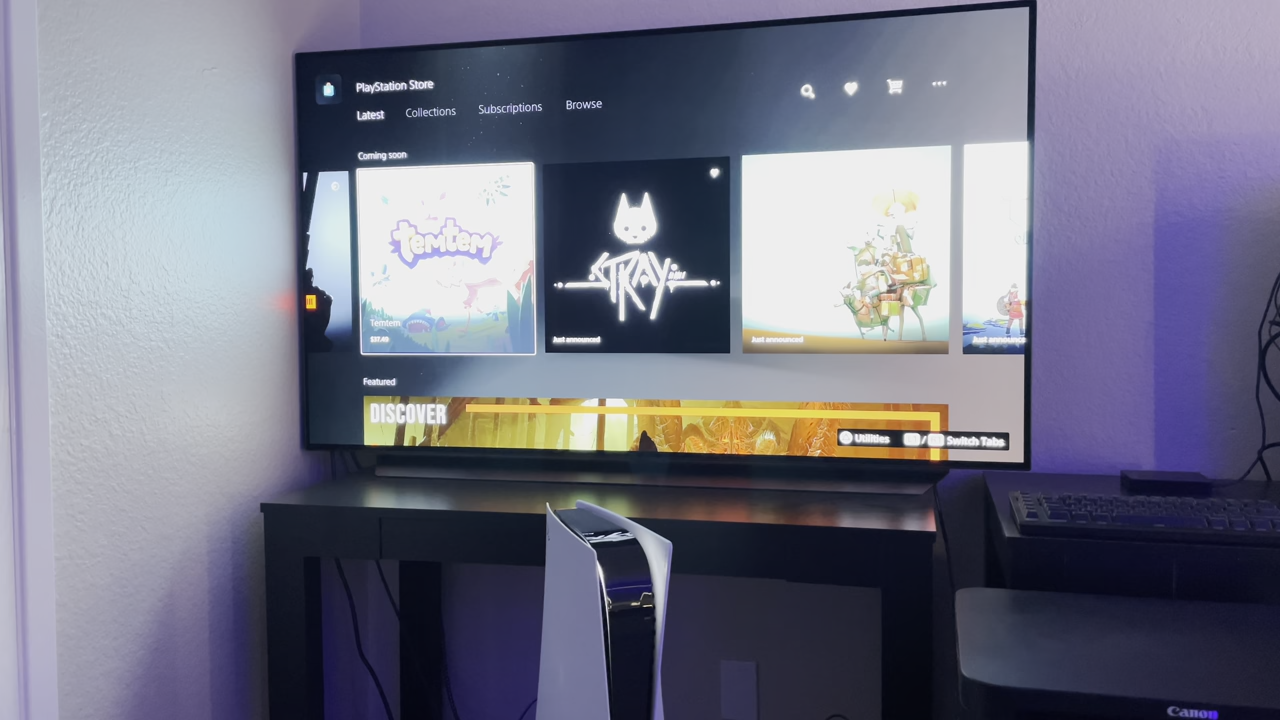 PlayStation Store
Latest Collections Subscriptions Browse
Coming soon
temtem
Temtem
$37.49
STRAY
Just announced
Just announced
Just announced
Featured
DISCOVER
Utilities
/ Switch Tabs
Canon